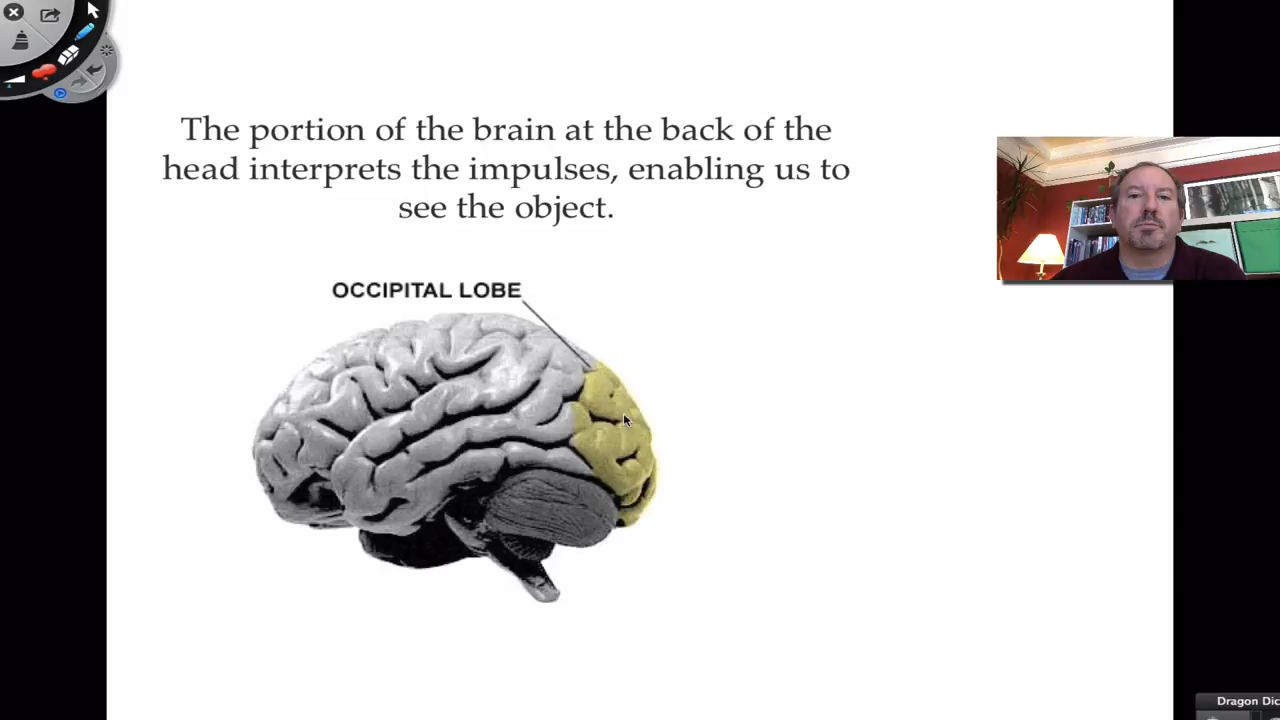 The portion of the brain at the back of the
head interprets the impulses, enabling us to
see the object.
OCCIPITAL LOBE
Dragon Dic